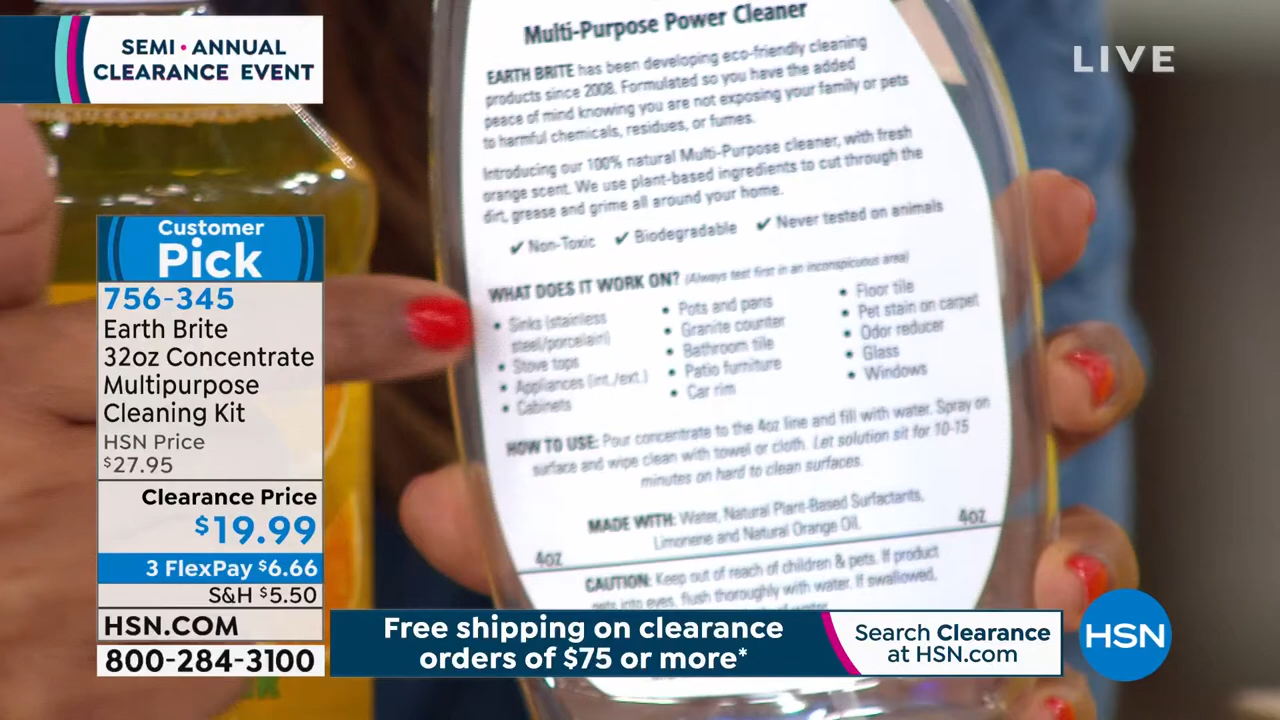 SEMI•ANNUAL
CLEARANCE EVENT
LIVE
Customer
Pick
756-345
Earth Brite
32oz Concentrate
Multipurpose
Cleaning Kit
HSN Price
$27.95
Clearance Price
$19.99
3 FlexPay $6.66
S&H $5.50
HSN.COM
800-284-3100
Multi-Purpose Power Cleaner
EARTH BRITE has been developing eco-friendly cleaning
products since 2008. Formulated so you have the added
peace of mind knowing you are not exposing your family or pets
to harmful chemicals, residues, or fumes.
Introducing our 100% natural Multi-Purpose cleaner, with fresh
orange scent. We use plant-based ingredients to cut through the
dirt, grease and grime all around your home.
✔ Non-Toxic ✔ Biodegradable ✔ Never tested on animals
WHAT DOES IT WORK ON? (Always test first in an inconspicuous area)
• Sinks (stainless
steel/porcelain)
• Stove tops
• Appliances (int./ext.)
• Cabinets
• Pots and pans
• Granite counter
• Bathroom tile
• Patio furniture
• Car rim
• Floor tile
• Pet stain on carpet
• Odor reducer
• Glass
• Windows
HOW TO USE: Pour concentrate to the 4oz line and fill with water. Spray on
surface and wipe clean with towel or cloth. Let solution sit for 10-15
minutes on hard to clean surfaces.
MADE WITH: Water, Natural Plant-Based Surfactants,
Limonene and Natural Orange Oil.
4oz 4oz
CAUTION: Keep out of reach of children & pets. If product
gets into eyes, flush thoroughly with water. If swallowed,
Free shipping on clearance
orders of $75 or more*
Search Clearance
at HSN.com
HSN